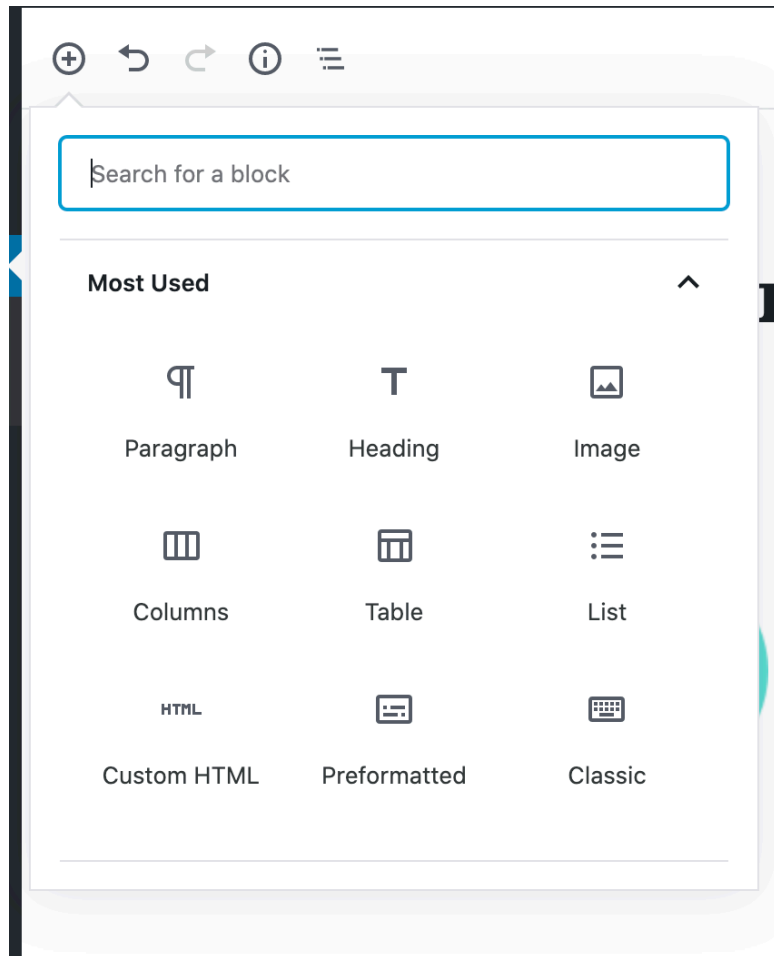 Search for a block
Most Used
Paragraph Heading Image
Columns Table List
HTML
Custom HTML Preformatted Classic